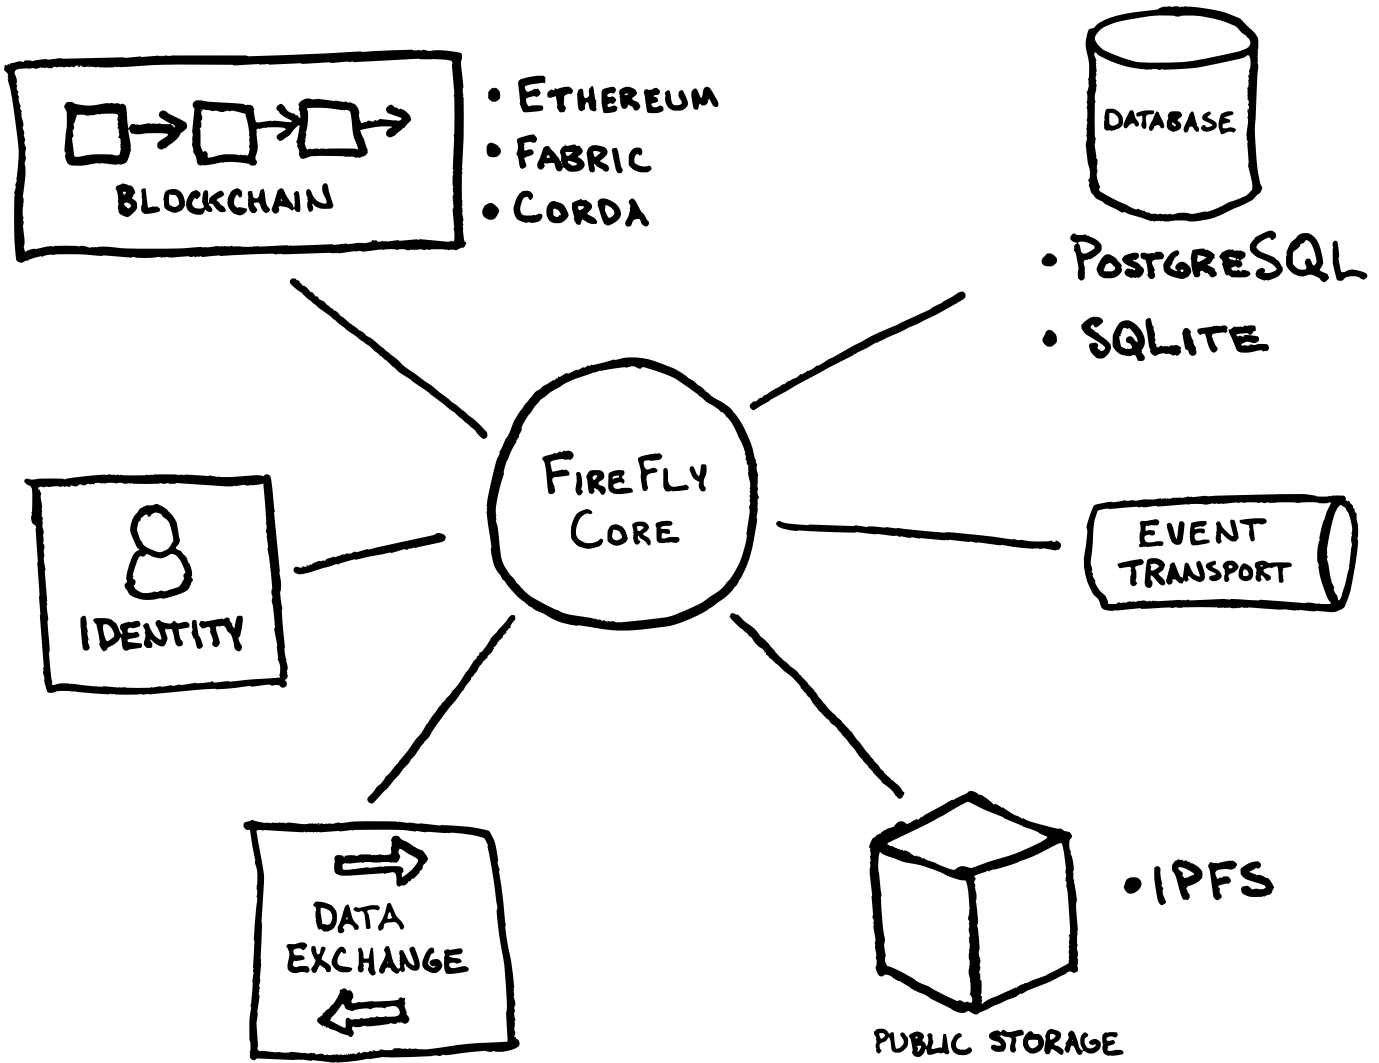 BLOCKCHAIN
• ETHEREUM
• FABRIC
• CORDA
DATABASE
• POSTGRESQL
• SQLITE
FIREFLY
CORE
IDENTITY
EVENT
TRANSPORT
DATA
EXCHANGE
PUBLIC STORAGE
• IPFS